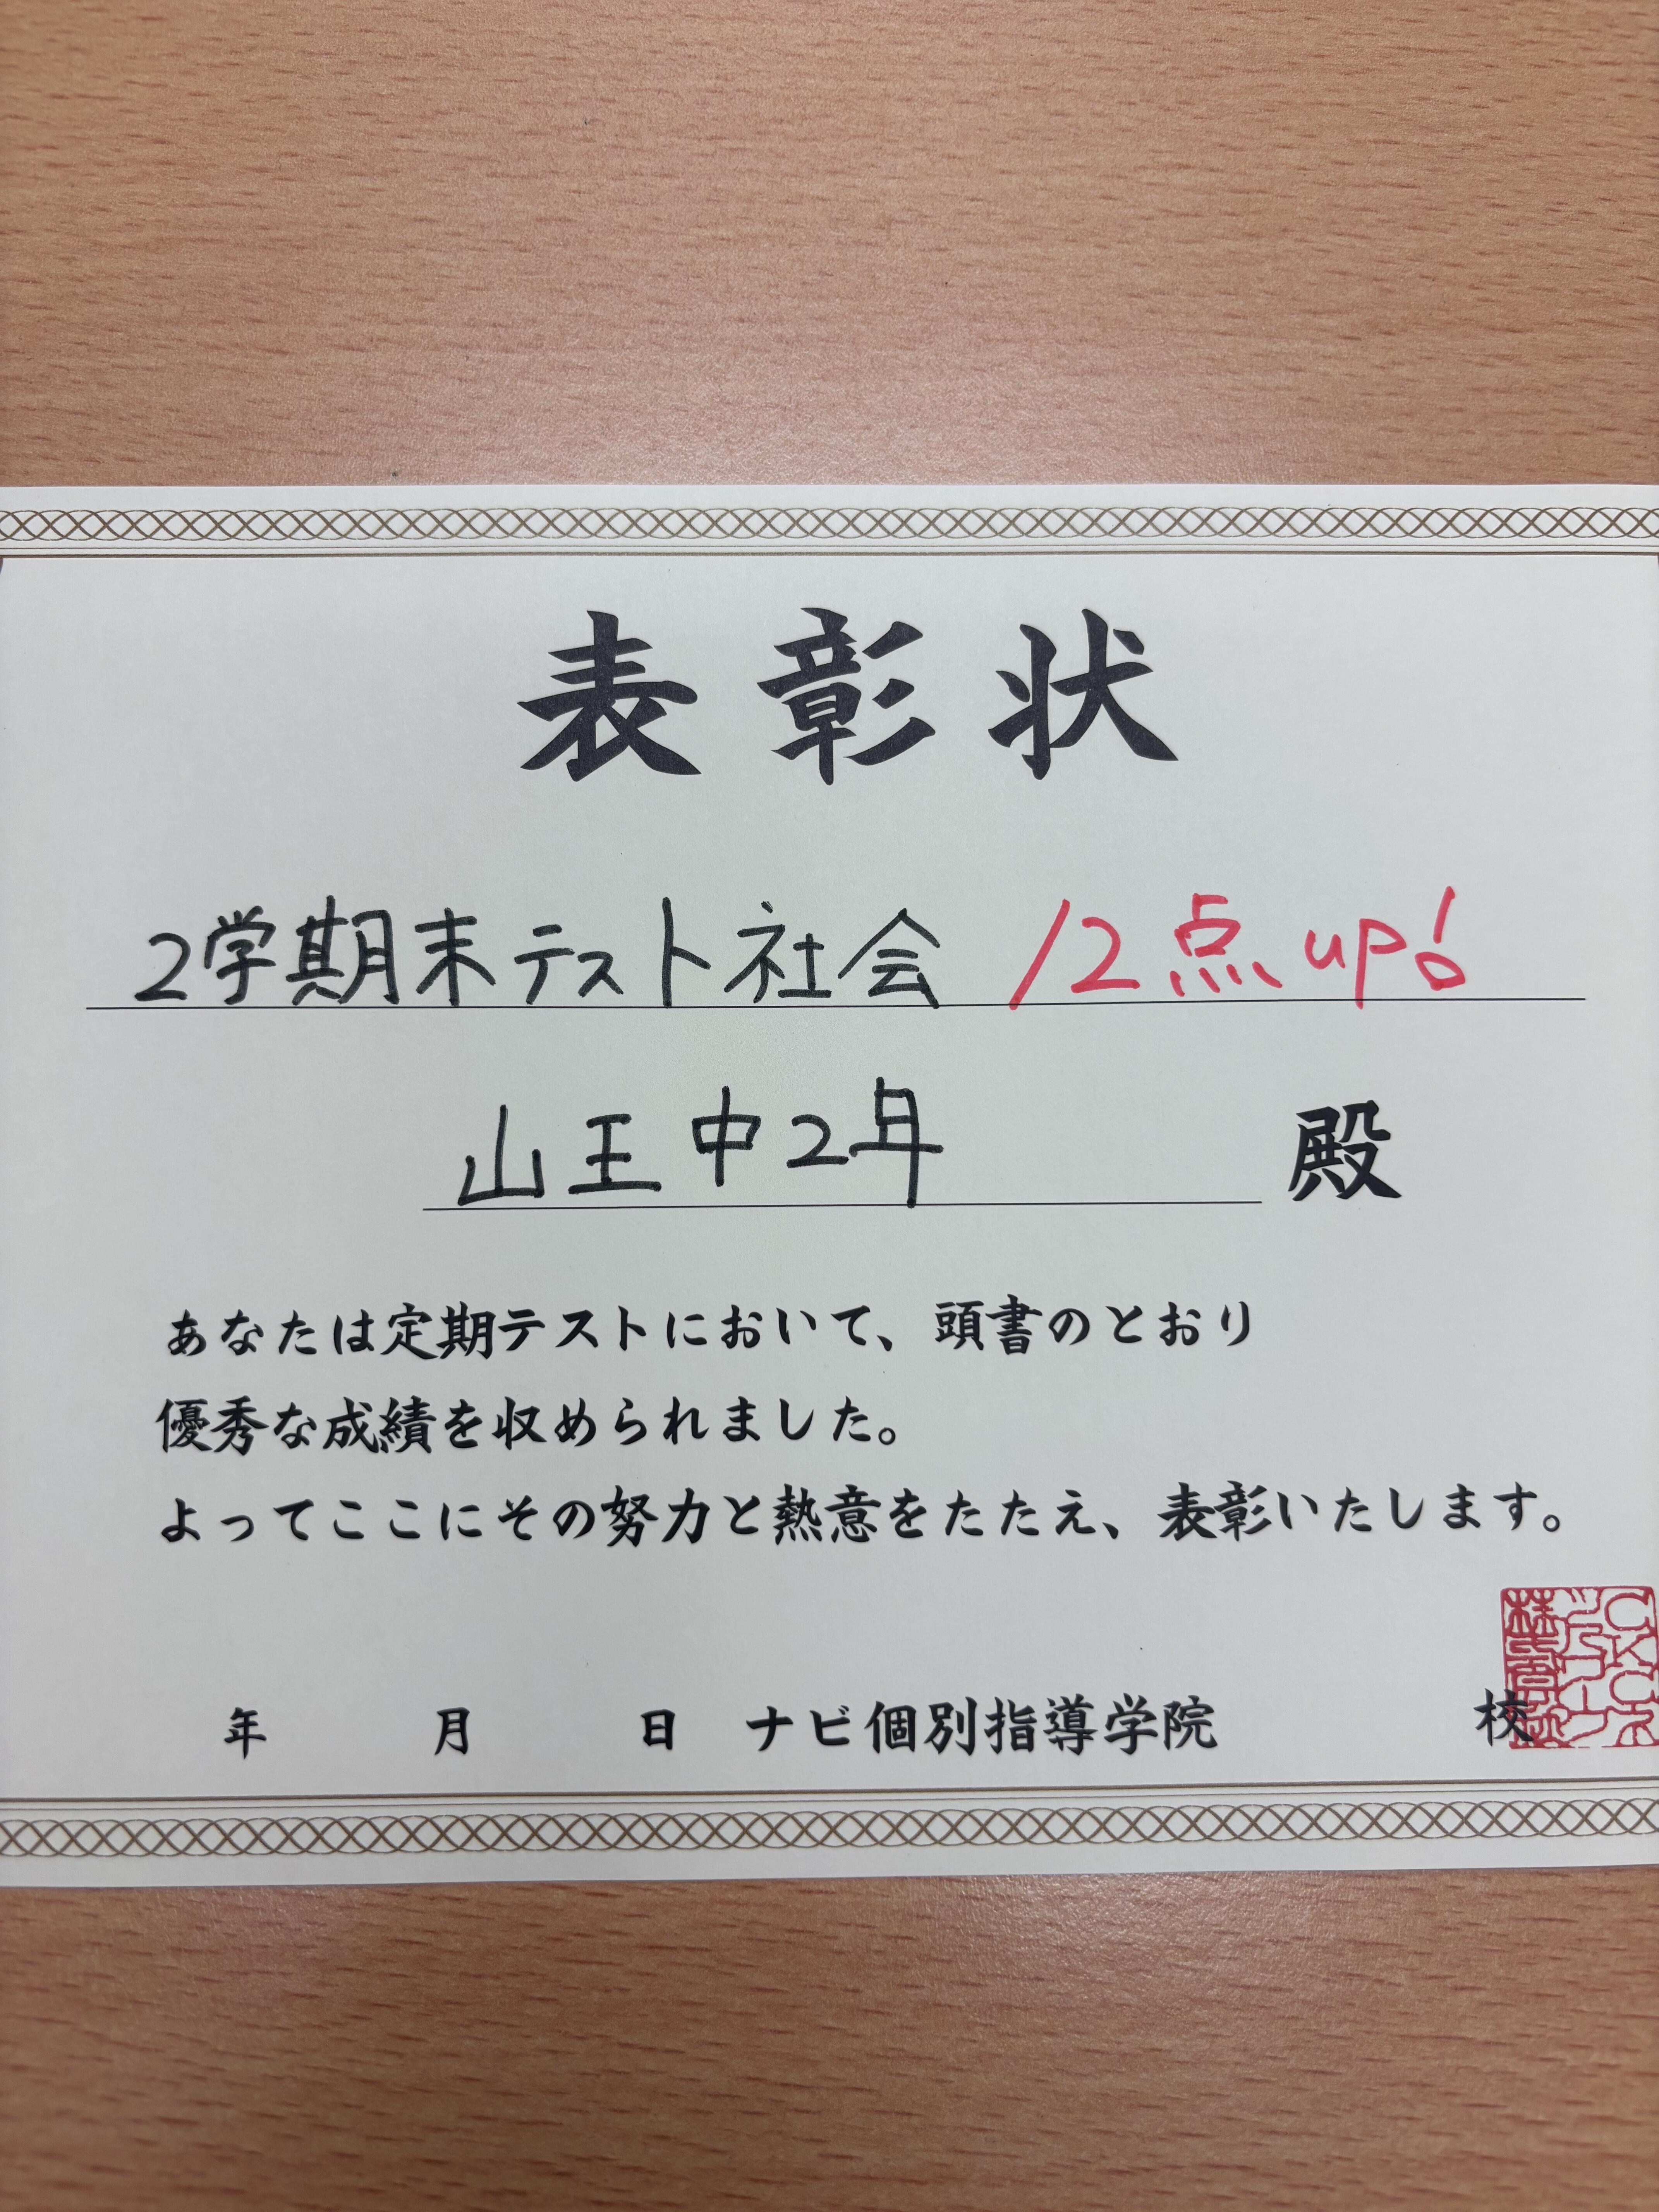 表彰状
2学期末テスト社会 12点up!
山王中2年 殿
あなたは定期テストにおいて、頭書のとおり
優秀な成績を収められました。
よってここにその努力と熱意をたたえ、表彰いたします。
年 月 日 ナビ個別指導学院 校